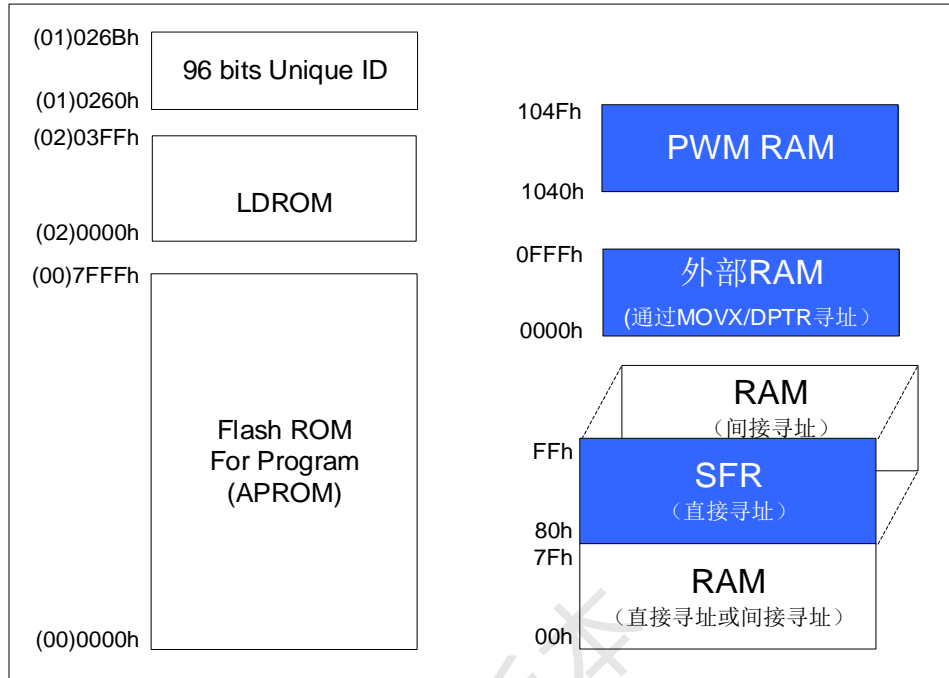 (01)026Bh
96 bits Unique ID
(01)0260h
(02)03FFh
LDROM
(02)0000h
(00)7FFFh
Flash ROM
For Program
(APROM)
(00)0000h
104Fh
PWM RAM
1040h
0FFFh
外部RAM
(通过MOVX/DPTR寻址）
0000h
RAM
（间接寻址）
FFh
SFR
（直接寻址）
80h
7Fh
RAM
（直接寻址或间接寻址）
00h
本